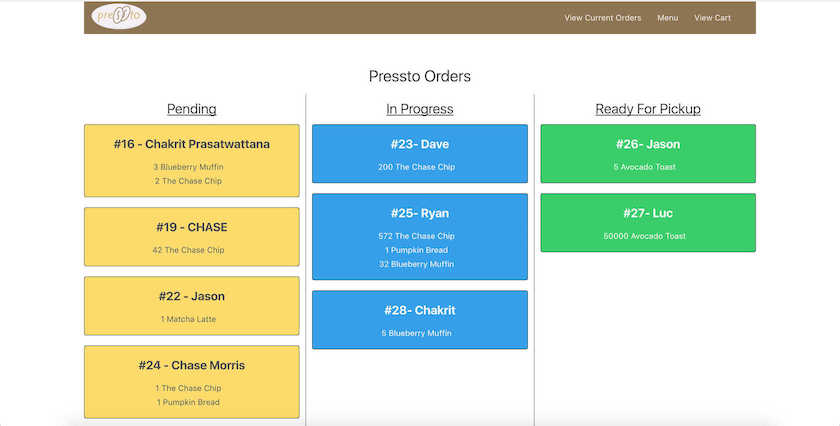 pressto
View Current Orders Menu View Cart
Pressto Orders
Pending
#16 - Chakrit Prasatwattana
3 Blueberry Muffin
2 The Chase Chip
#19 - CHASE
42 The Chase Chip
#22 - Jason
1 Matcha Latte
#24 - Chase Morris
1 The Chase Chip
1 Pumpkin Bread
In Progress
#23- Dave
200 The Chase Chip
#25- Ryan
572 The Chase Chip
1 Pumpkin Bread
32 Blueberry Muffin
#28- Chakrit
5 Blueberry Muffin
Ready For Pickup
#26- Jason
5 Avocado Toast
#27- Luc
50000 Avocado Toast